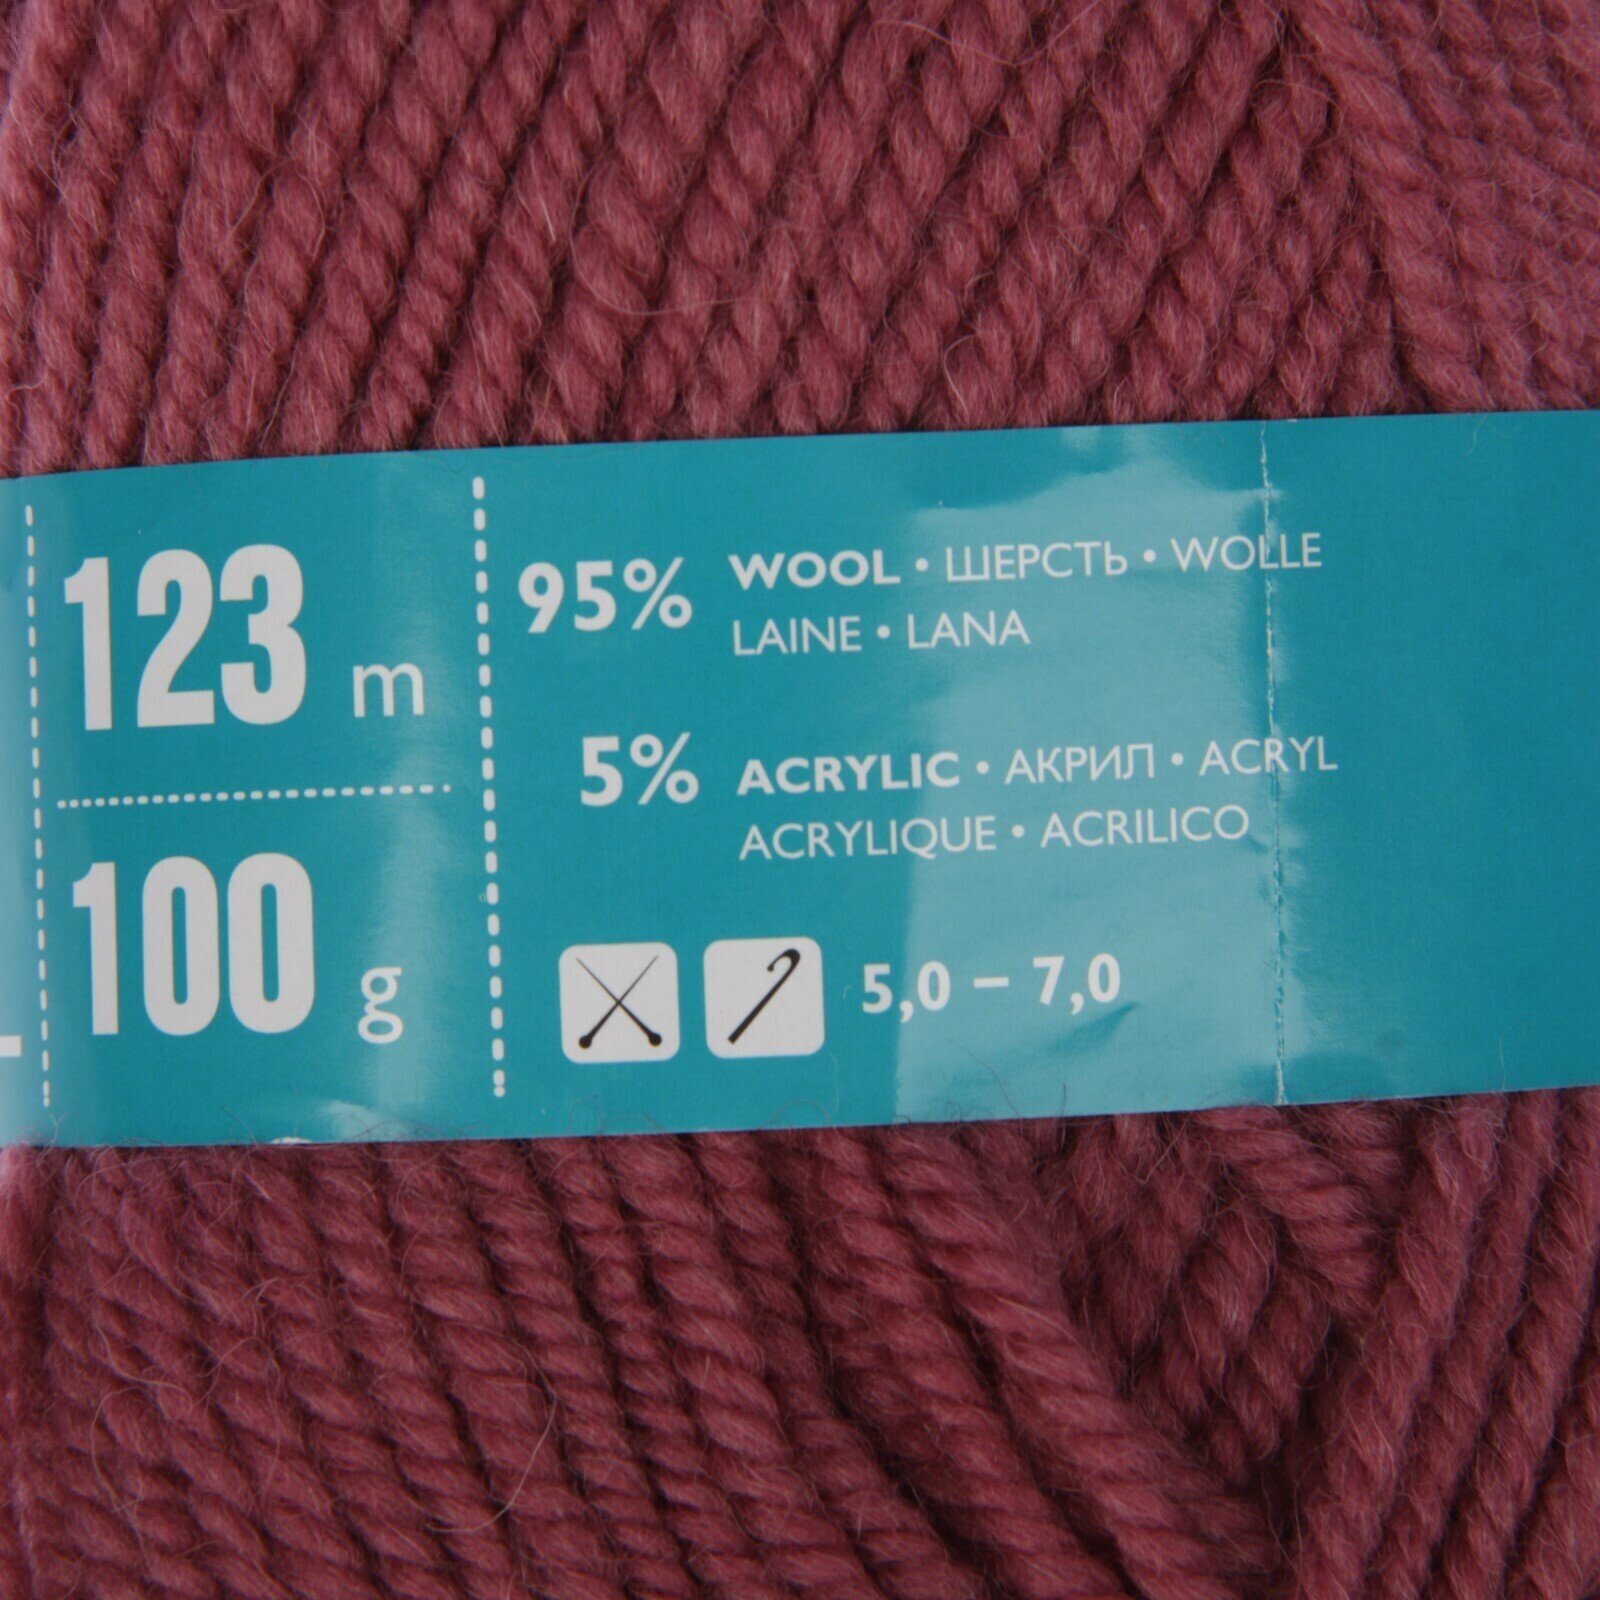 123 m
100 g
95% WOOL • ШЕРСТЬ • WOLLE
LAINE • LANA
5% ACRYLIC • АКРИЛ • ACRYL
ACRYLIQUE • ACRILICO
5,0 – 7,0